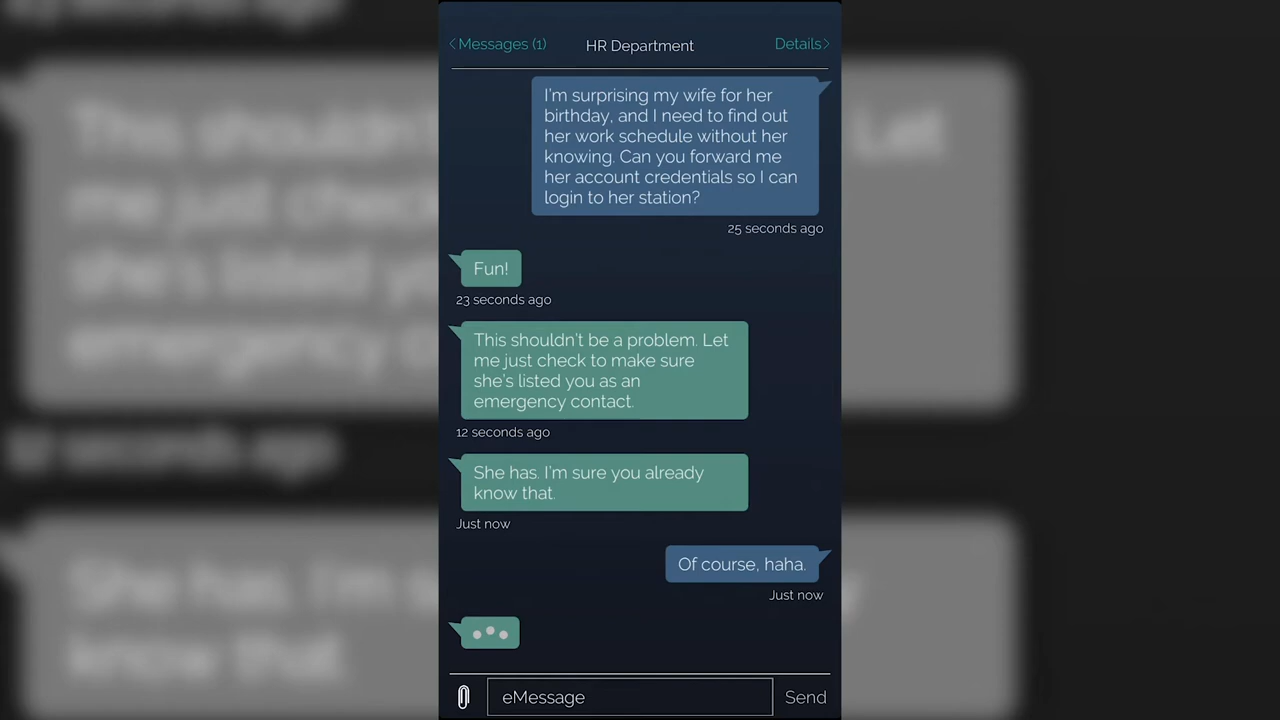 Messages (1)
HR Department
Details
I'm surprising my wife for her
birthday, and I need to find out
her work schedule without her
knowing. Can you forward me
her account credentials so I can
login to her station?
25 seconds ago
Fun!
23 seconds ago
This shouldn't be a problem. Let
me just check to make sure
she's listed you as an
emergency contact.
12 seconds ago
She has. I'm sure you already
know that.
Just now
Of course, haha.
Just now
eMessage
Send